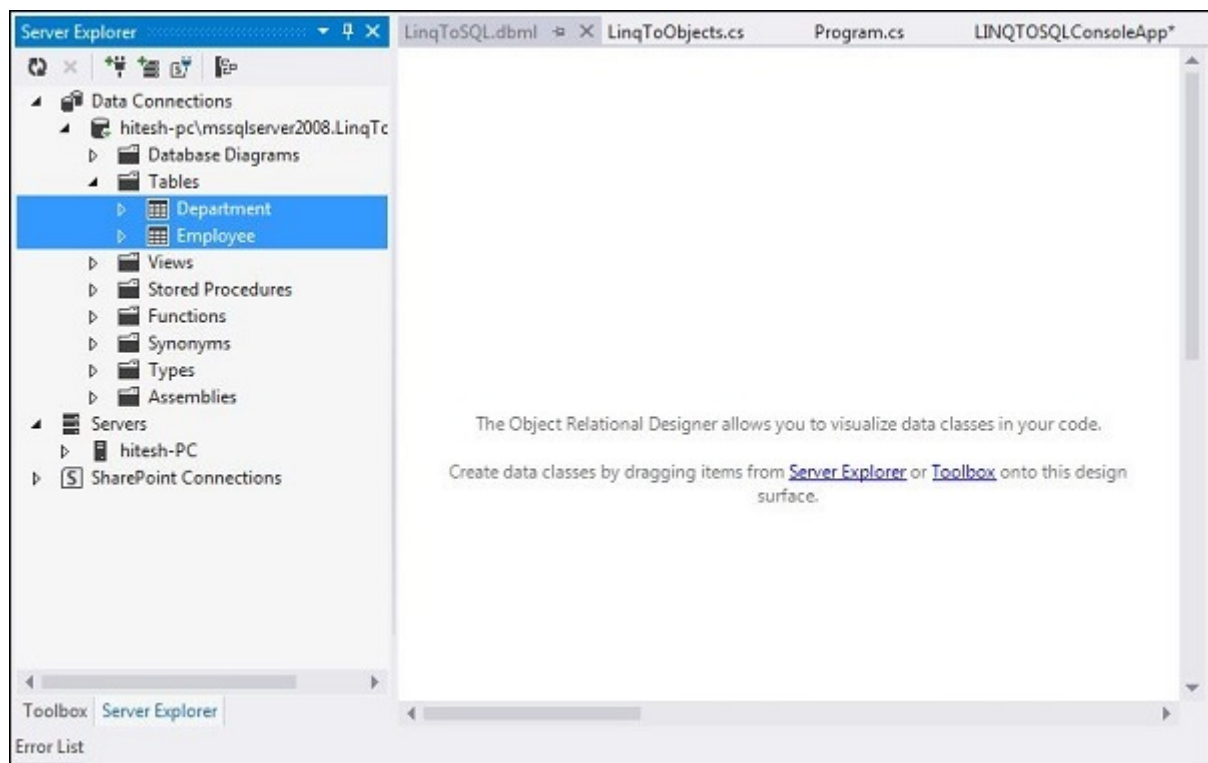 Server Explorer
LinqToSQL.dbml
LinqToObjects.cs
Program.cs
LINQTOSQLConsoleApp*
Data Connections
hitesh-pc\mssqlserver2008.LinqTo
Database Diagrams
Tables
Department
Employee
Views
Stored Procedures
Functions
Synonyms
Types
Assemblies
Servers
hitesh-PC
SharePoint Connections
The Object Relational Designer allows you to visualize data classes in your code.
Create data classes by dragging items from Server Explorer or Toolbox onto this design
surface.
Toolbox Server Explorer
Error List